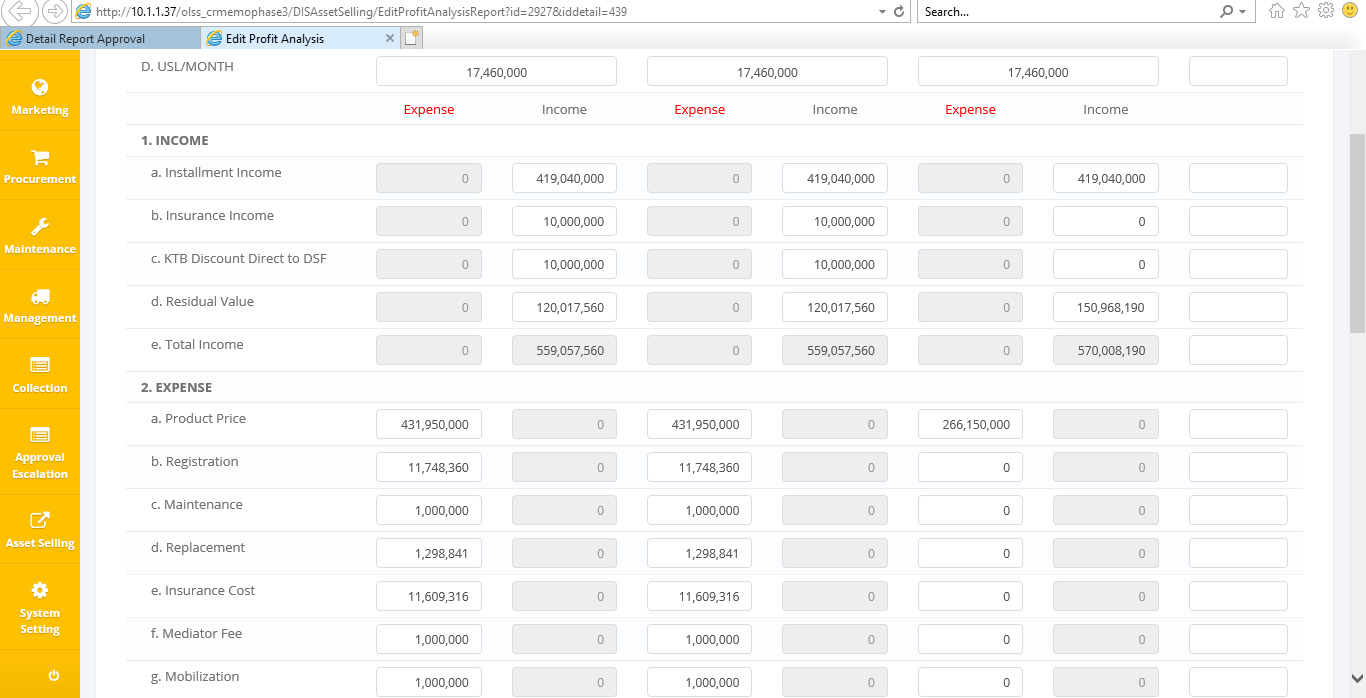 http://10.1.1.37/olss_crmemophase3/DISAssetSelling/EditProfitAnalysisReport?id=2927&iddetail=439
Search...
Detail Report Approval
Edit Profit Analysis
Marketing
Procurement
Maintenance
Management
Collection
Approval
Escalation
Asset Selling
System
Setting
D. USL/MONTH 17,460,000 17,460,000 17,460,000
Expense Income Expense Income Expense Income
1. INCOME
a. Installment Income 0 419,040,000 0 419,040,000 0 419,040,000
b. Insurance Income 0 10,000,000 0 10,000,000 0 0
c. KTB Discount Direct to DSF 0 10,000,000 0 10,000,000 0 0
d. Residual Value 0 120,017,560 0 120,017,560 0 150,968,190
e. Total Income 0 559,057,560 0 559,057,560 0 570,008,190
2. EXPENSE
a. Product Price 431,950,000 0 431,950,000 0 266,150,000 0
b. Registration 11,748,360 0 11,748,360 0 0 0
c. Maintenance 1,000,000 0 1,000,000 0 0 0
d. Replacement 1,298,841 0 1,298,841 0 0 0
e. Insurance Cost 11,609,316 0 11,609,316 0 0 0
f. Mediator Fee 1,000,000 0 1,000,000 0 0 0
g. Mobilization 1,000,000 0 1,000,000 0 0 0